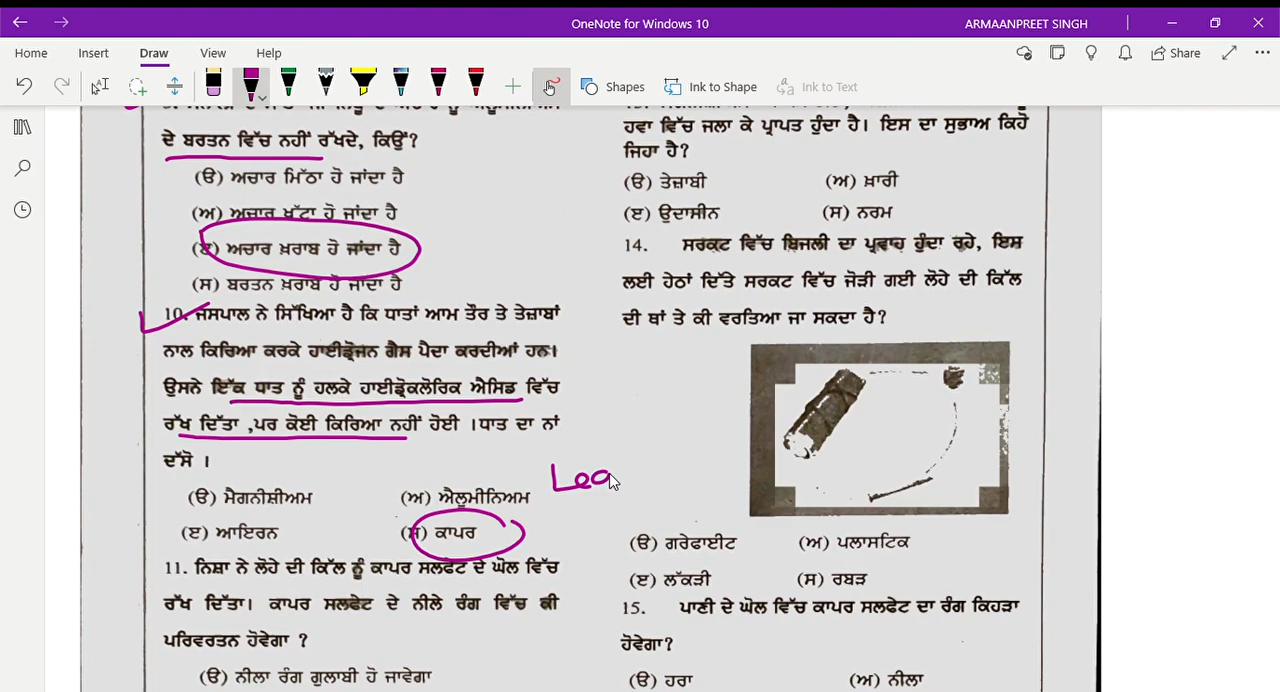 OneNote for Windows 10
ARMAANPREET SINGH
Home Insert Draw View Help
Share
Shapes Ink to Shape Ink to Text
ਦੇ ਬਰਤਨ ਵਿੱਚ ਨਹੀਂ ਰੱਖਦੇ, ਕਿਉਂ?
(ੳ) ਅਚਾਰ ਮਿੱਠਾ ਹੋ ਜਾਂਦਾ ਹੈ
(ਅ) ਅਚਾਰ ਖੱਟਾ ਹੋ ਜਾਂਦਾ ਹੈ
(ੲ) ਅਚਾਰ ਖ਼ਰਾਬ ਹੋ ਜਾਂਦਾ ਹੈ
(ਸ) ਬਰਤਨ ਖ਼ਰਾਬ ਹੋ ਜਾਂਦਾ ਹੈ
10. ਜਸਪਾਲ ਨੇ ਸਿੱਖਿਆ ਹੈ ਕਿ ਧਾਤਾਂ ਆਮ ਤੌਰ ਤੇ ਤੇਜ਼ਾਬਾਂ
ਨਾਲ ਕਿਰਿਆ ਕਰਕੇ ਹਾਈਡ੍ਰੋਜਨ ਗੈਸ ਪੈਦਾ ਕਰਦੀਆਂ ਹਨ।
ਉਸਨੇ ਇੱਕ ਧਾਤ ਨੂੰ ਹਲਕੇ ਹਾਈਡ੍ਰੋਕਲੋਰਿਕ ਐਸਿਡ ਵਿੱਚ
ਰੱਖ ਦਿੱਤਾ ,ਪਰ ਕੋਈ ਕਿਰਿਆ ਨਹੀਂ ਹੋਈ ।ਧਾਤ ਦਾ ਨਾਂ
ਦੱਸੋ ।
Lea
(ੳ) ਮੈਗਨੀਸ਼ੀਅਮ (ਅ) ਐਲੂਮੀਨਿਅਮ
(ੲ) ਆਇਰਨ (ਸ) ਕਾਪਰ
11. ਨਿਸ਼ਾ ਨੇ ਲੋਹੇ ਦੀ ਕਿੱਲ ਨੂੰ ਕਾਪਰ ਸਲਫੇਟ ਦੇ ਘੋਲ ਵਿੱਚ
ਰੱਖ ਦਿੱਤਾ। ਕਾਪਰ ਸਲਫੇਟ ਦੇ ਨੀਲੇ ਰੰਗ ਵਿੱਚ ਕੀ
ਪਰਿਵਰਤਨ ਹੋਵੇਗਾ ?
(ੳ) ਨੀਲਾ ਰੰਗ ਗੁਲਾਬੀ ਹੋ ਜਾਵੇਗਾ
ਹਵਾ ਵਿੱਚ ਜਲਾ ਕੇ ਪ੍ਰਾਪਤ ਹੁੰਦਾ ਹੈ। ਇਸ ਦਾ ਸੁਭਾਅ ਕਿਹੋ
ਜਿਹਾ ਹੈ?
(ੳ) ਤੇਜ਼ਾਬੀ (ਅ) ਖ਼ਾਰੀ
(ੲ) ਉਦਾਸੀਨ (ਸ) ਨਰਮ
14. ਸਰਕਟ ਵਿੱਚ ਬਿਜਲੀ ਦਾ ਪ੍ਰਵਾਹ ਹੁੰਦਾ ਰਹੇ, ਇਸ
ਲਈ ਹੇਠਾਂ ਦਿੱਤੇ ਸਰਕਟ ਵਿੱਚ ਜੋੜੀ ਗਈ ਲੋਹੇ ਦੀ ਕਿੱਲ
ਦੀ ਥਾਂ ਤੇ ਕੀ ਵਰਤਿਆ ਜਾ ਸਕਦਾ ਹੈ?
(ੳ) ਗਰੇਫਾਈਟ (ਅ) ਪਲਾਸਟਿਕ
(ੲ) ਲੱਕੜੀ (ਸ) ਰਬੜ
15. ਪਾਣੀ ਦੇ ਘੋਲ ਵਿੱਚ ਕਾਪਰ ਸਲਫੇਟ ਦਾ ਰੰਗ ਕਿਹੜਾ
ਹੋਵੇਗਾ?
(ੳ) ਹਰਾ (ਅ) ਨੀਲਾ